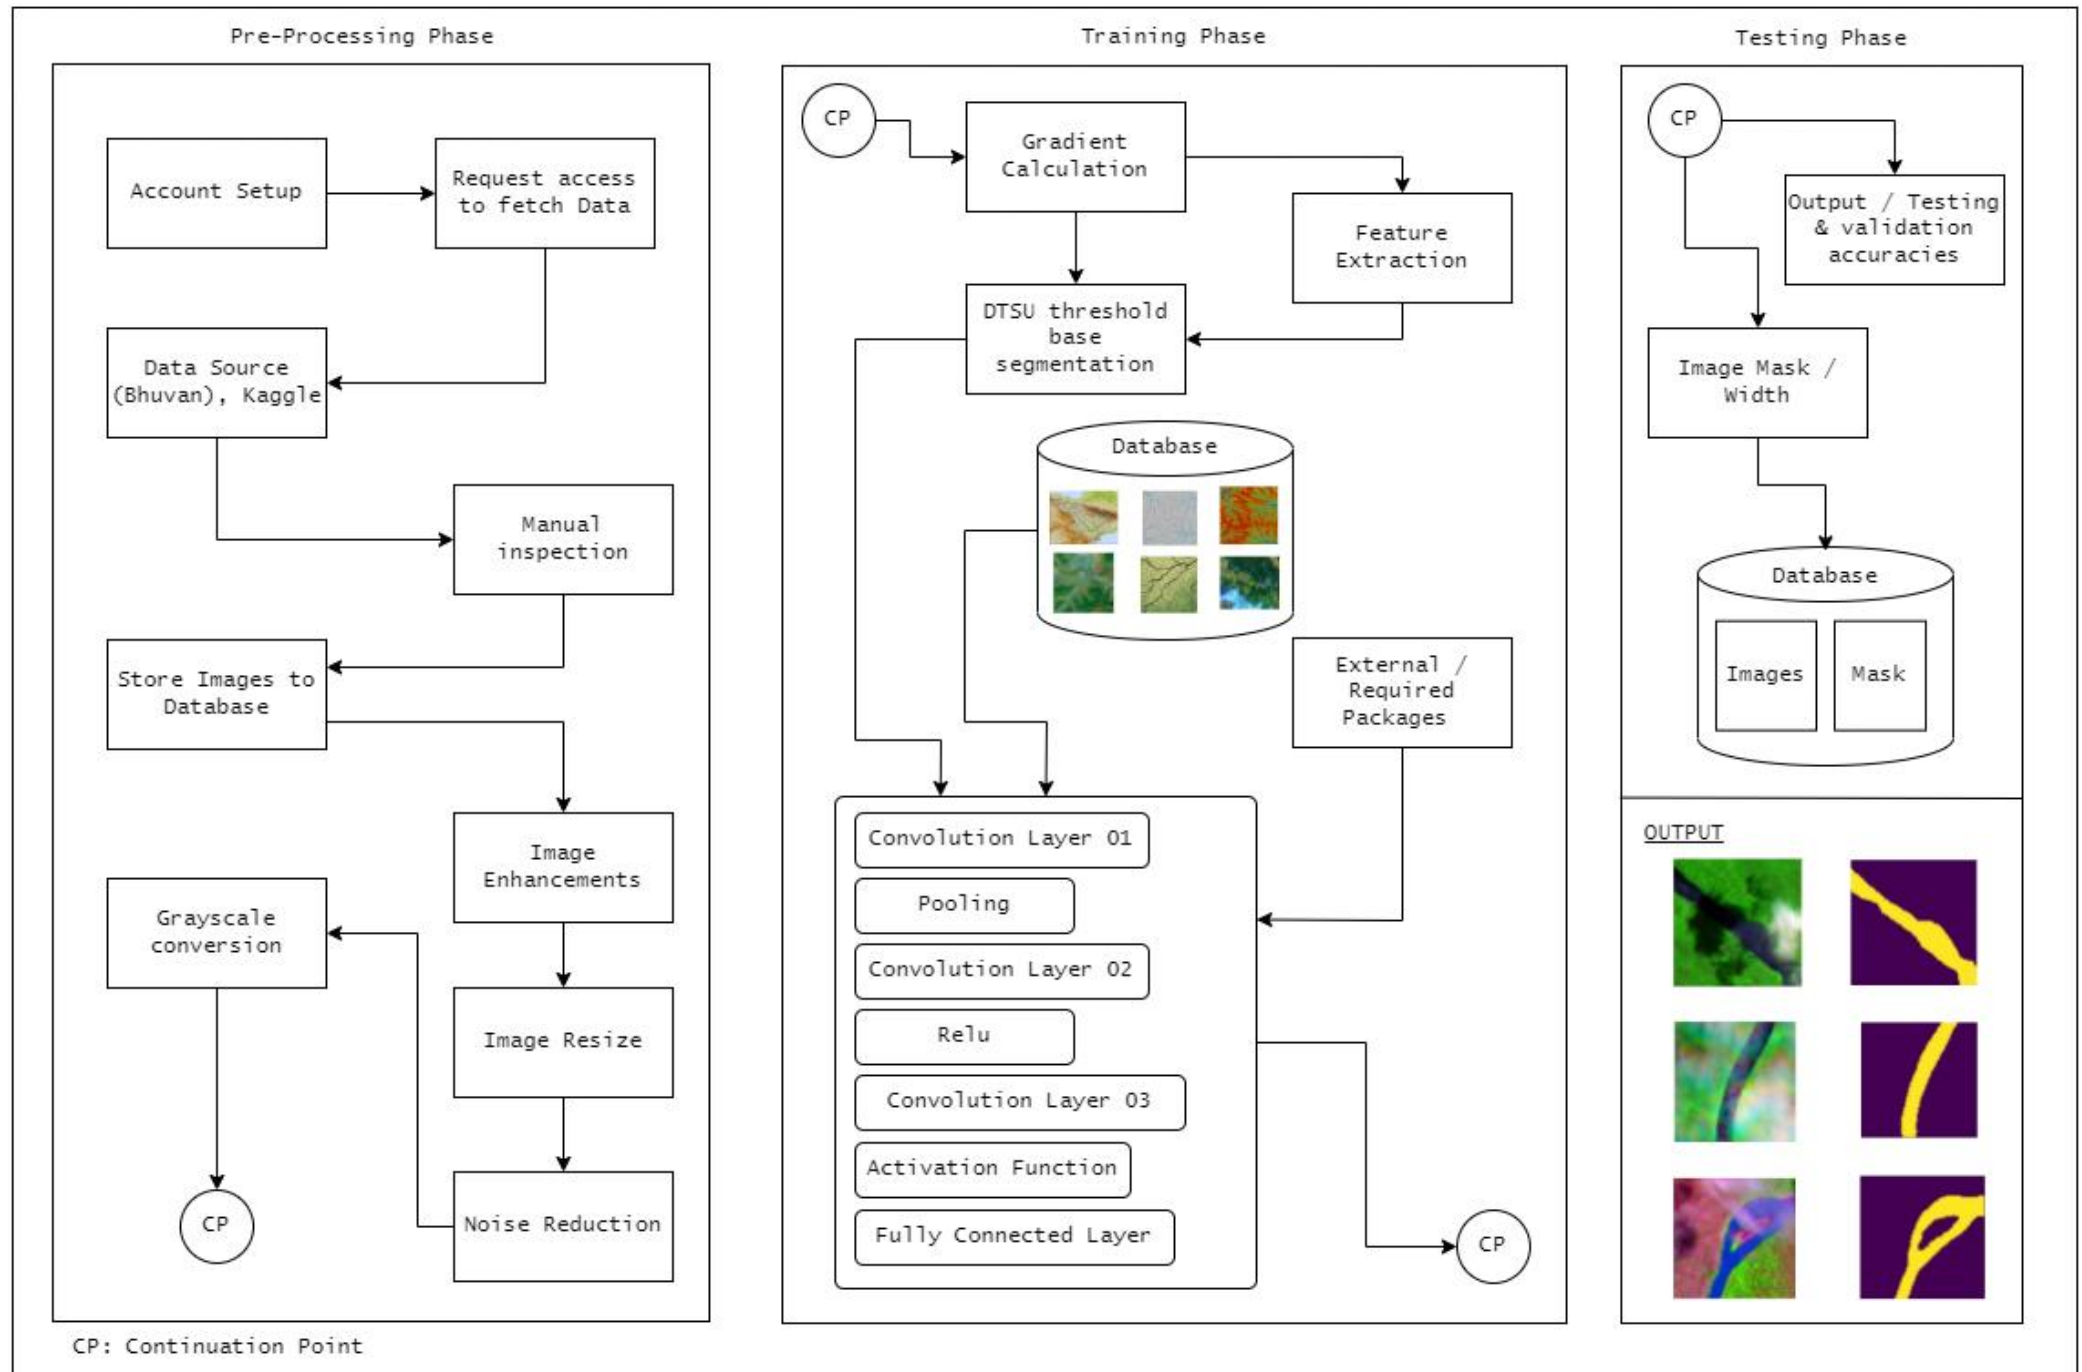 Pre-Processing Phase
Account Setup
Request access
to fetch Data
Data Source
(Bhuvan), Kaggle
Manual
inspection
Store Images to
Database
Image
Enhancements
Grayscale
conversion
Image Resize
Noise Reduction
CP
CP: Continuation Point
Training Phase
CP
Gradient
Calculation
Feature
Extraction
DTSU threshold
base
segmentation
Database
External /
Required
Packages
Convolution Layer 01
Pooling
Convolution Layer 02
Relu
Convolution Layer 03
Activation Function
Fully Connected Layer
CP
Testing Phase
CP
Output / Testing
& validation
accuracies
Image Mask /
Width
Database
Images
Mask
OUTPUT